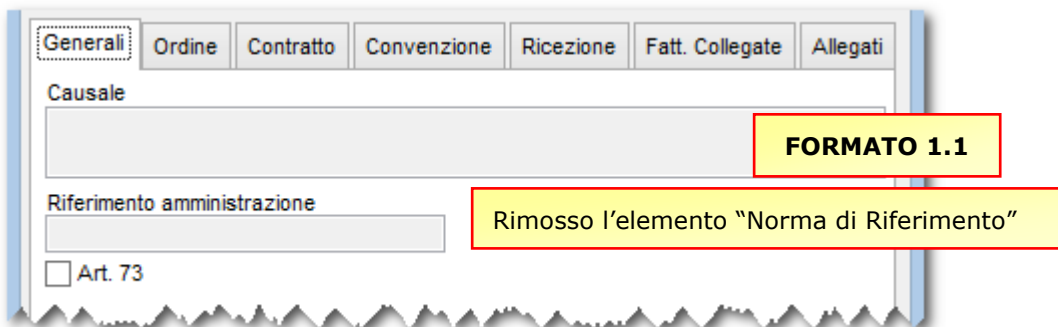 Generali Ordine Contratto Convenzione Ricezione Fatt. Collegate Allegati
Causale
FORMATO 1.1
Riferimento amministrazione
Rimosso l’elemento “Norma di Riferimento”
Art. 73